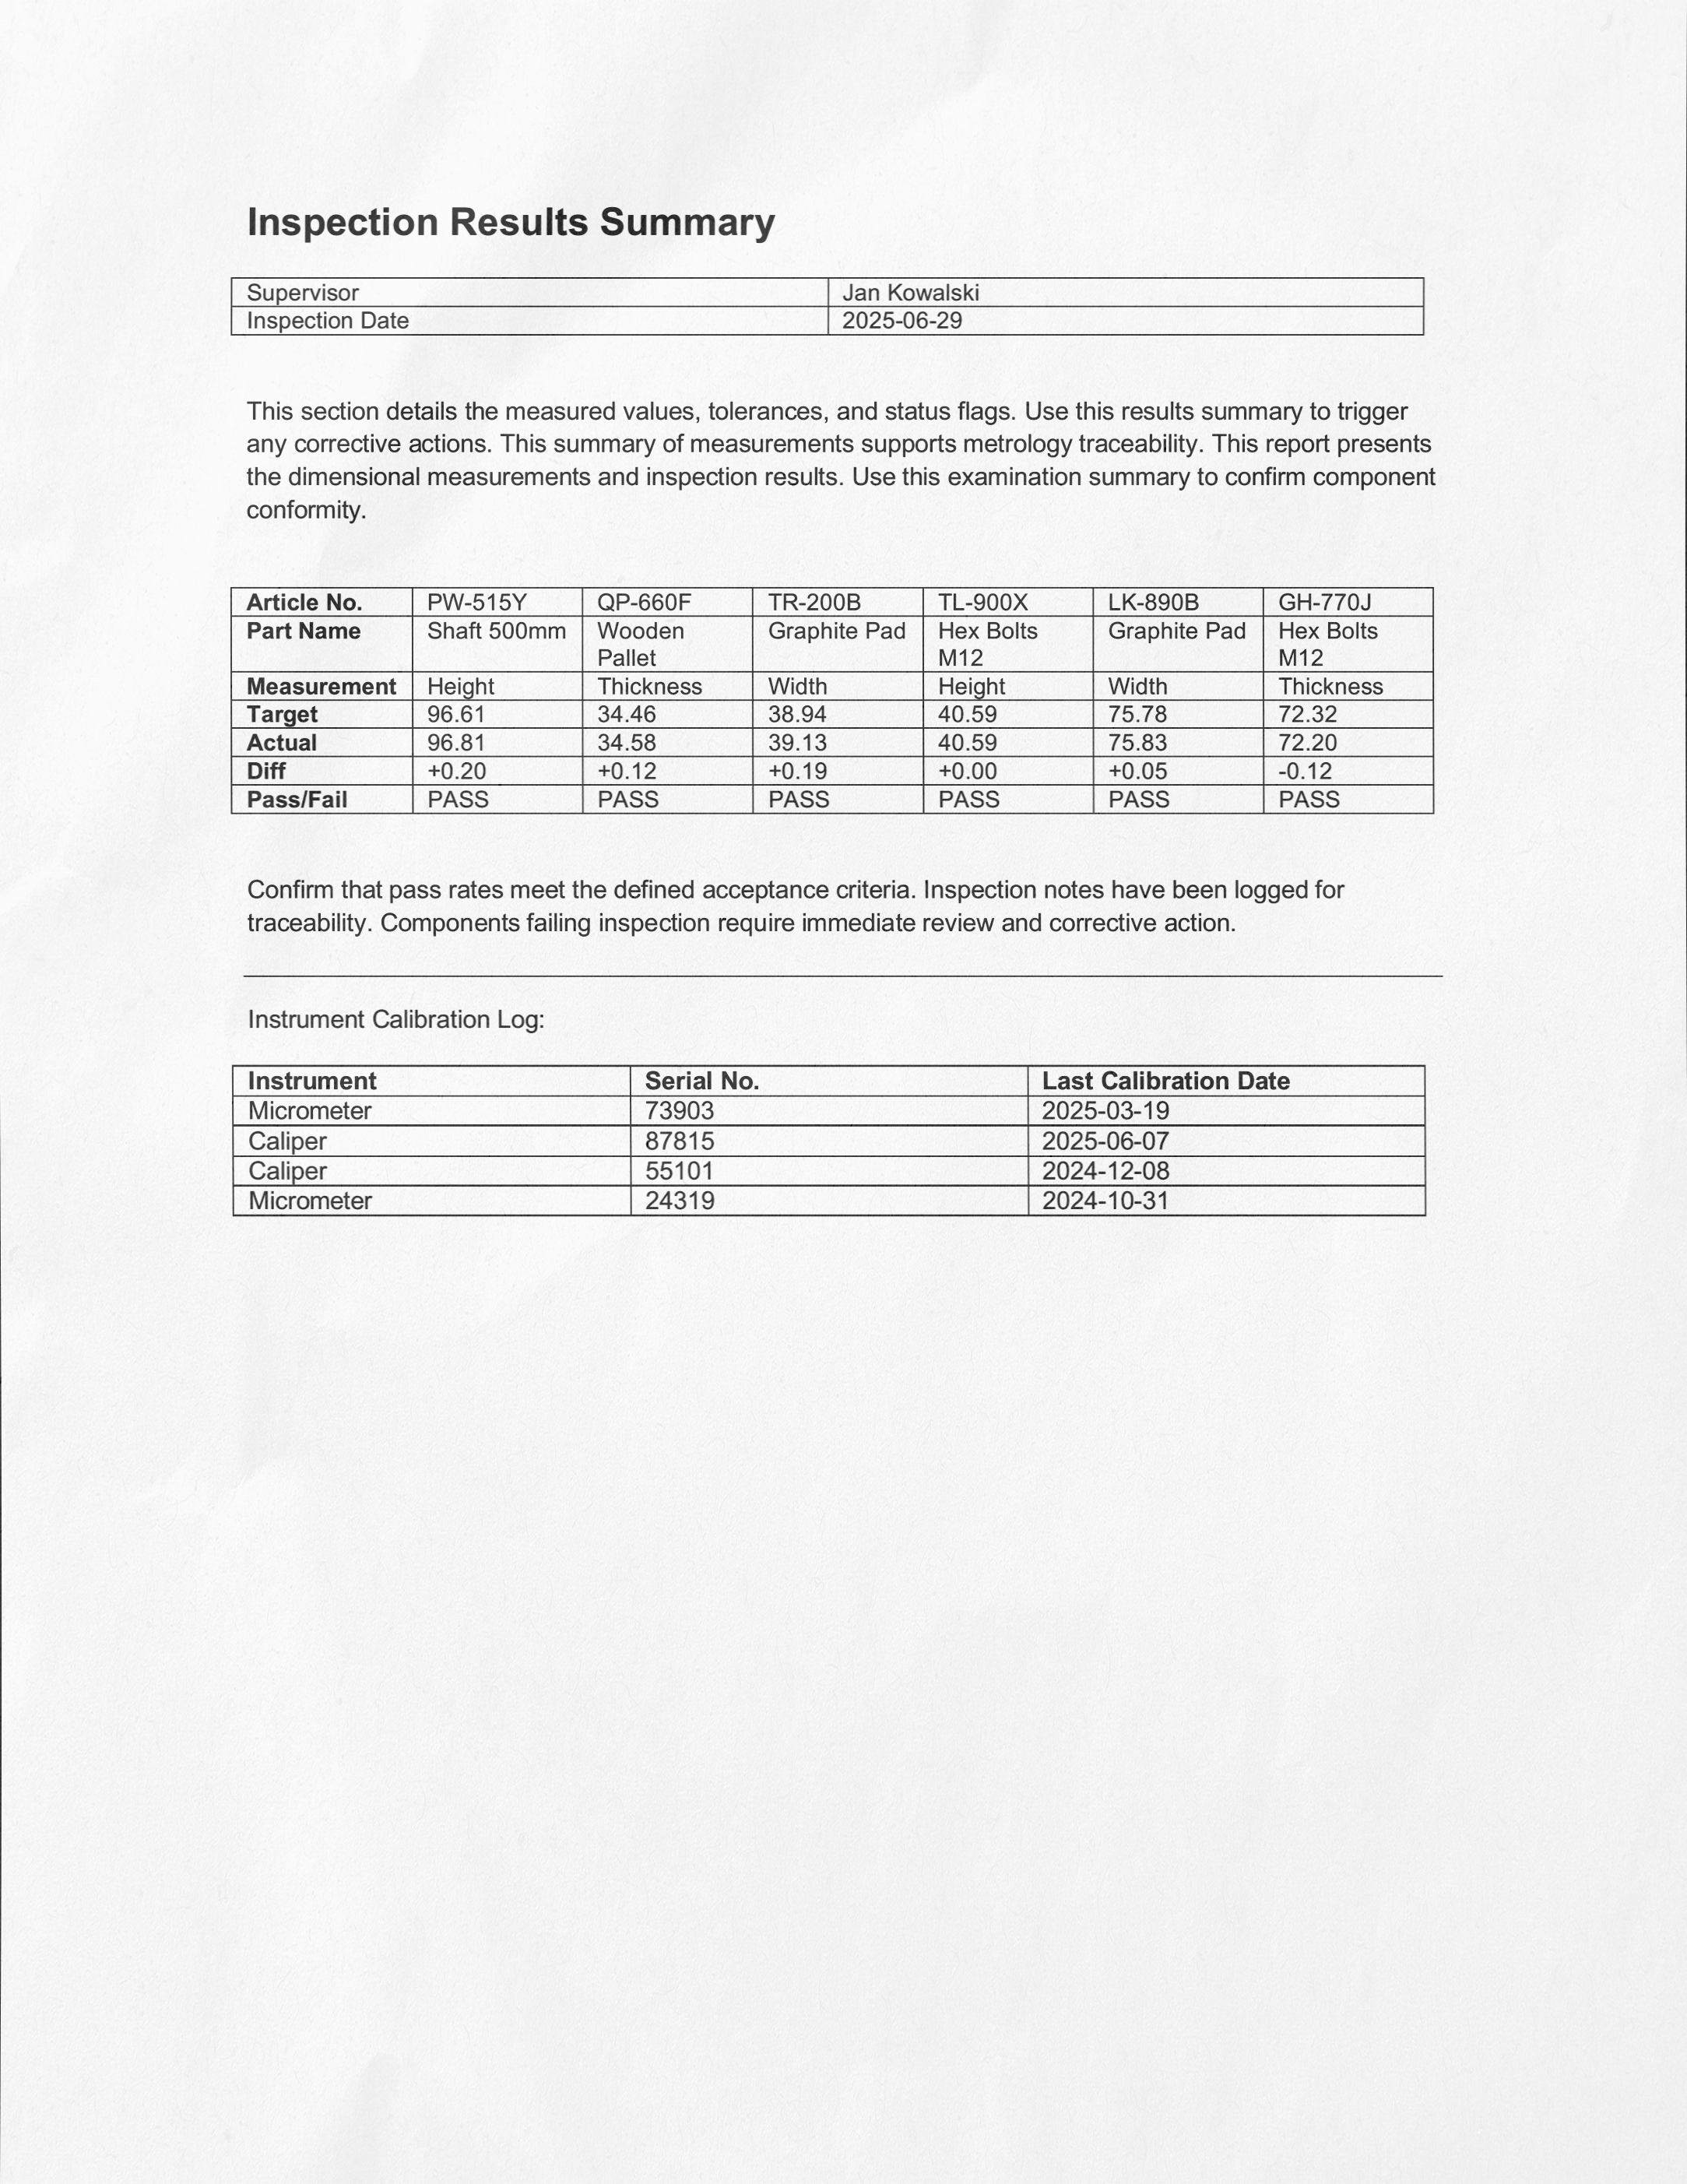 Inspection Results Summary
Supervisor Jan Kowalski
Inspection Date 2025-06-29
This section details the measured values, tolerances, and status flags. Use this results summary to trigger
any corrective actions. This summary of measurements supports metrology traceability. This report presents
the dimensional measurements and inspection results. Use this examination summary to confirm component
conformity.
Article No. PW-515Y QP-660F TR-200B TL-900X LK-890B GH-770J
Part Name Shaft 500mm Wooden Pallet Graphite Pad Hex Bolts M12 Graphite Pad Hex Bolts M12
Measurement Height Thickness Width Height Width Thickness
Target 96.61 34.46 38.94 40.59 75.78 72.32
Actual 96.81 34.58 39.13 40.59 75.83 72.20
Diff +0.20 +0.12 +0.19 +0.00 +0.05 -0.12
Pass/Fail PASS PASS PASS PASS PASS PASS
Confirm that pass rates meet the defined acceptance criteria. Inspection notes have been logged for
traceability. Components failing inspection require immediate review and corrective action.
Instrument Calibration Log:
Instrument Serial No. Last Calibration Date
Micrometer 73903 2025-03-19
Caliper 87815 2025-06-07
Caliper 55101 2024-12-08
Micrometer 24319 2024-10-31